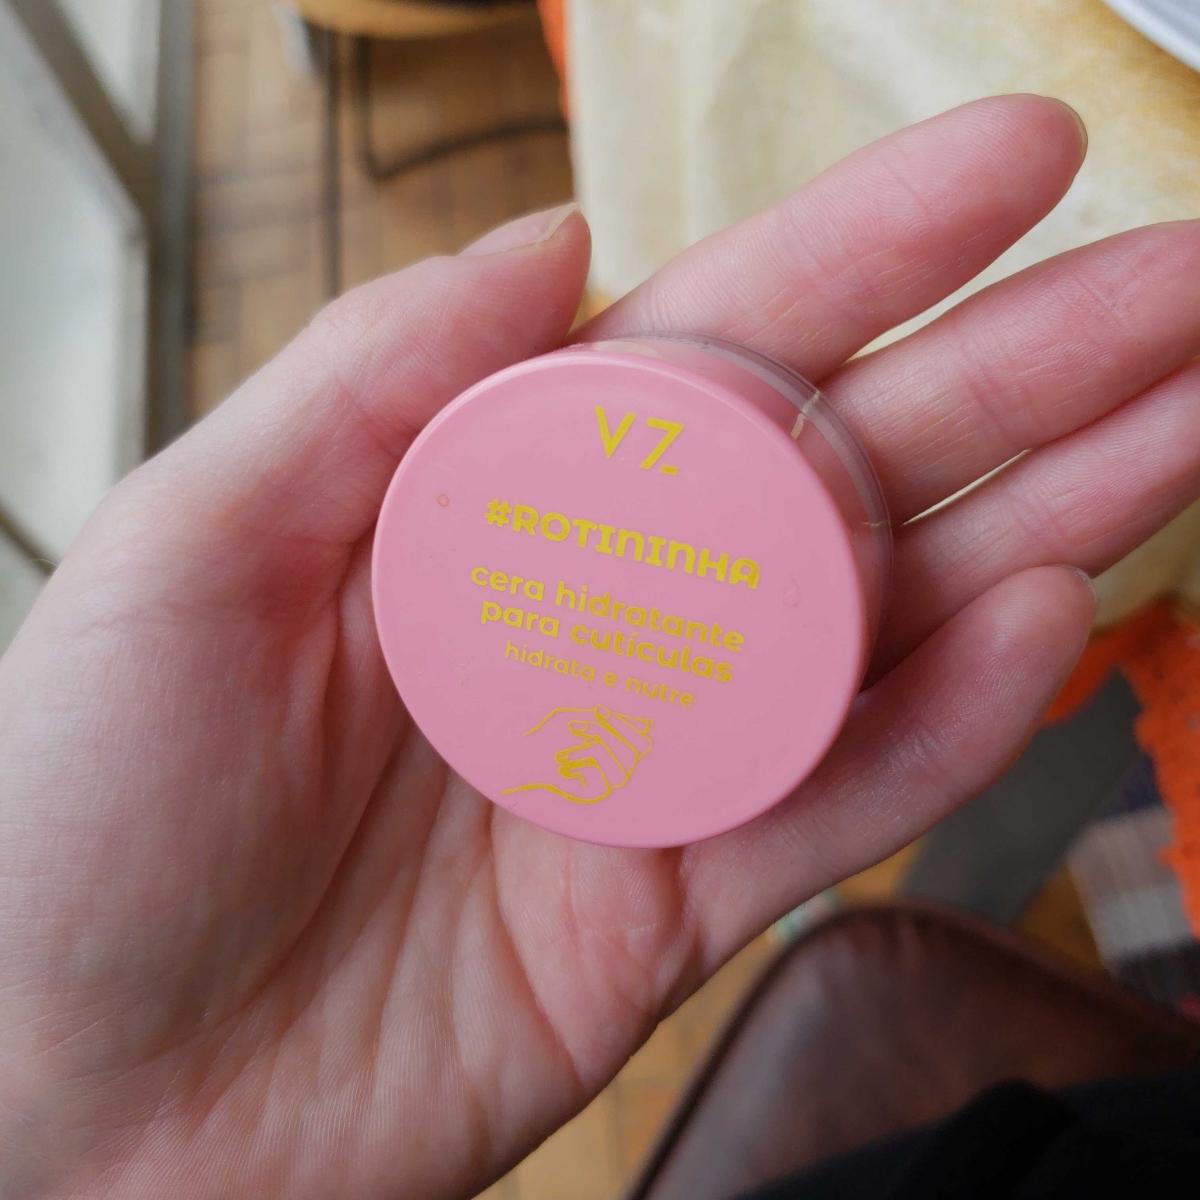 VZ
#ROTININHA
cera hidratante
para cutículas
hidrata e nutre